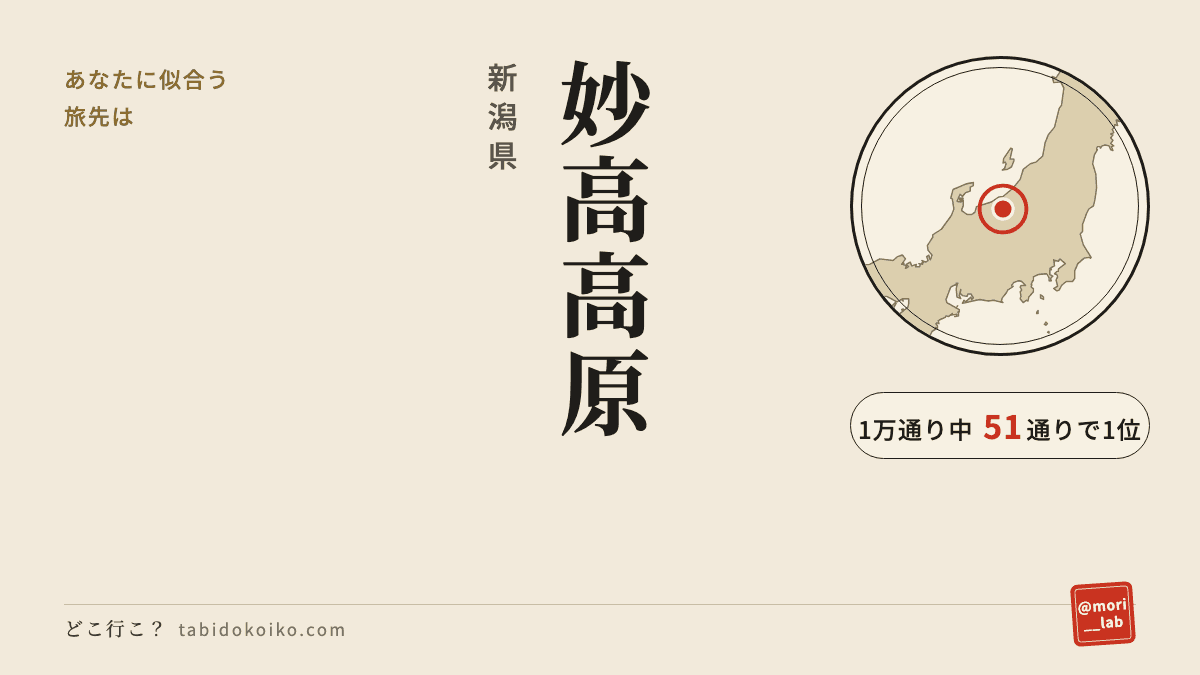 あなたに似合う
旅先は
妙高高原
新潟県
1万通り中 51通りで1位
どこ行こ？ tabidokoiko.com
@mori
__lab